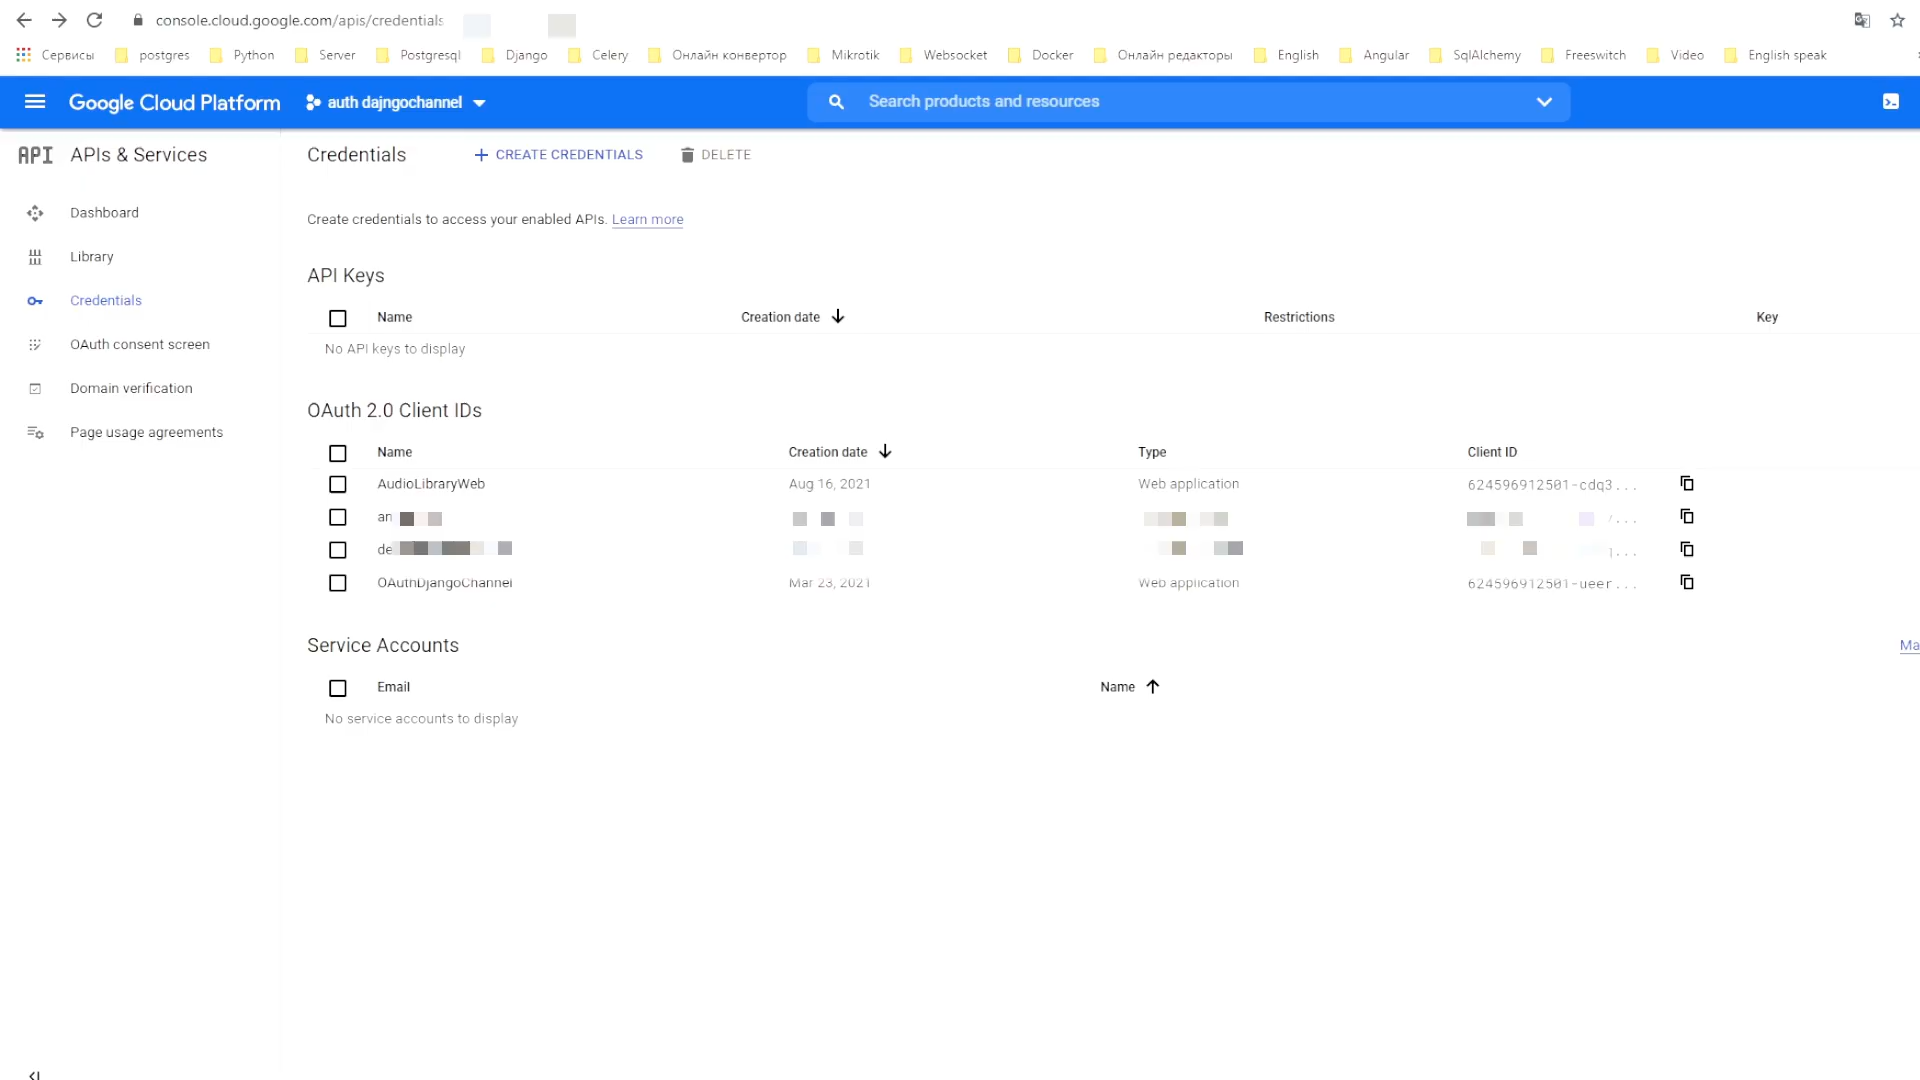 console.cloud.google.com/apis/credentials
Сервисы postgres Python Server Postgresql Django Celery Онлайн конвертор Mikrotik Websocket Docker Онлайн редакторы English Angular SqlAlchemy Freeswitch Video English speak
Google Cloud Platform auth dajngochannel Search products and resources
API APIs & Services
Dashboard
Library
Credentials
OAuth consent screen
Domain verification
Page usage agreements
Credentials CREATE CREDENTIALS DELETE
Create credentials to access your enabled APIs. Learn more
API Keys
Name Creation date Restrictions Key
No API keys to display
OAuth 2.0 Client IDs
Name Creation date Type Client ID
AudioLibraryWeb Aug 16, 2021 Web application 624596912501-cdq3...
an
de
OAuthDjangoChannel Mar 23, 2021 Web application 624596912501-ueer...
Service Accounts Ma
Email Name
No service accounts to display